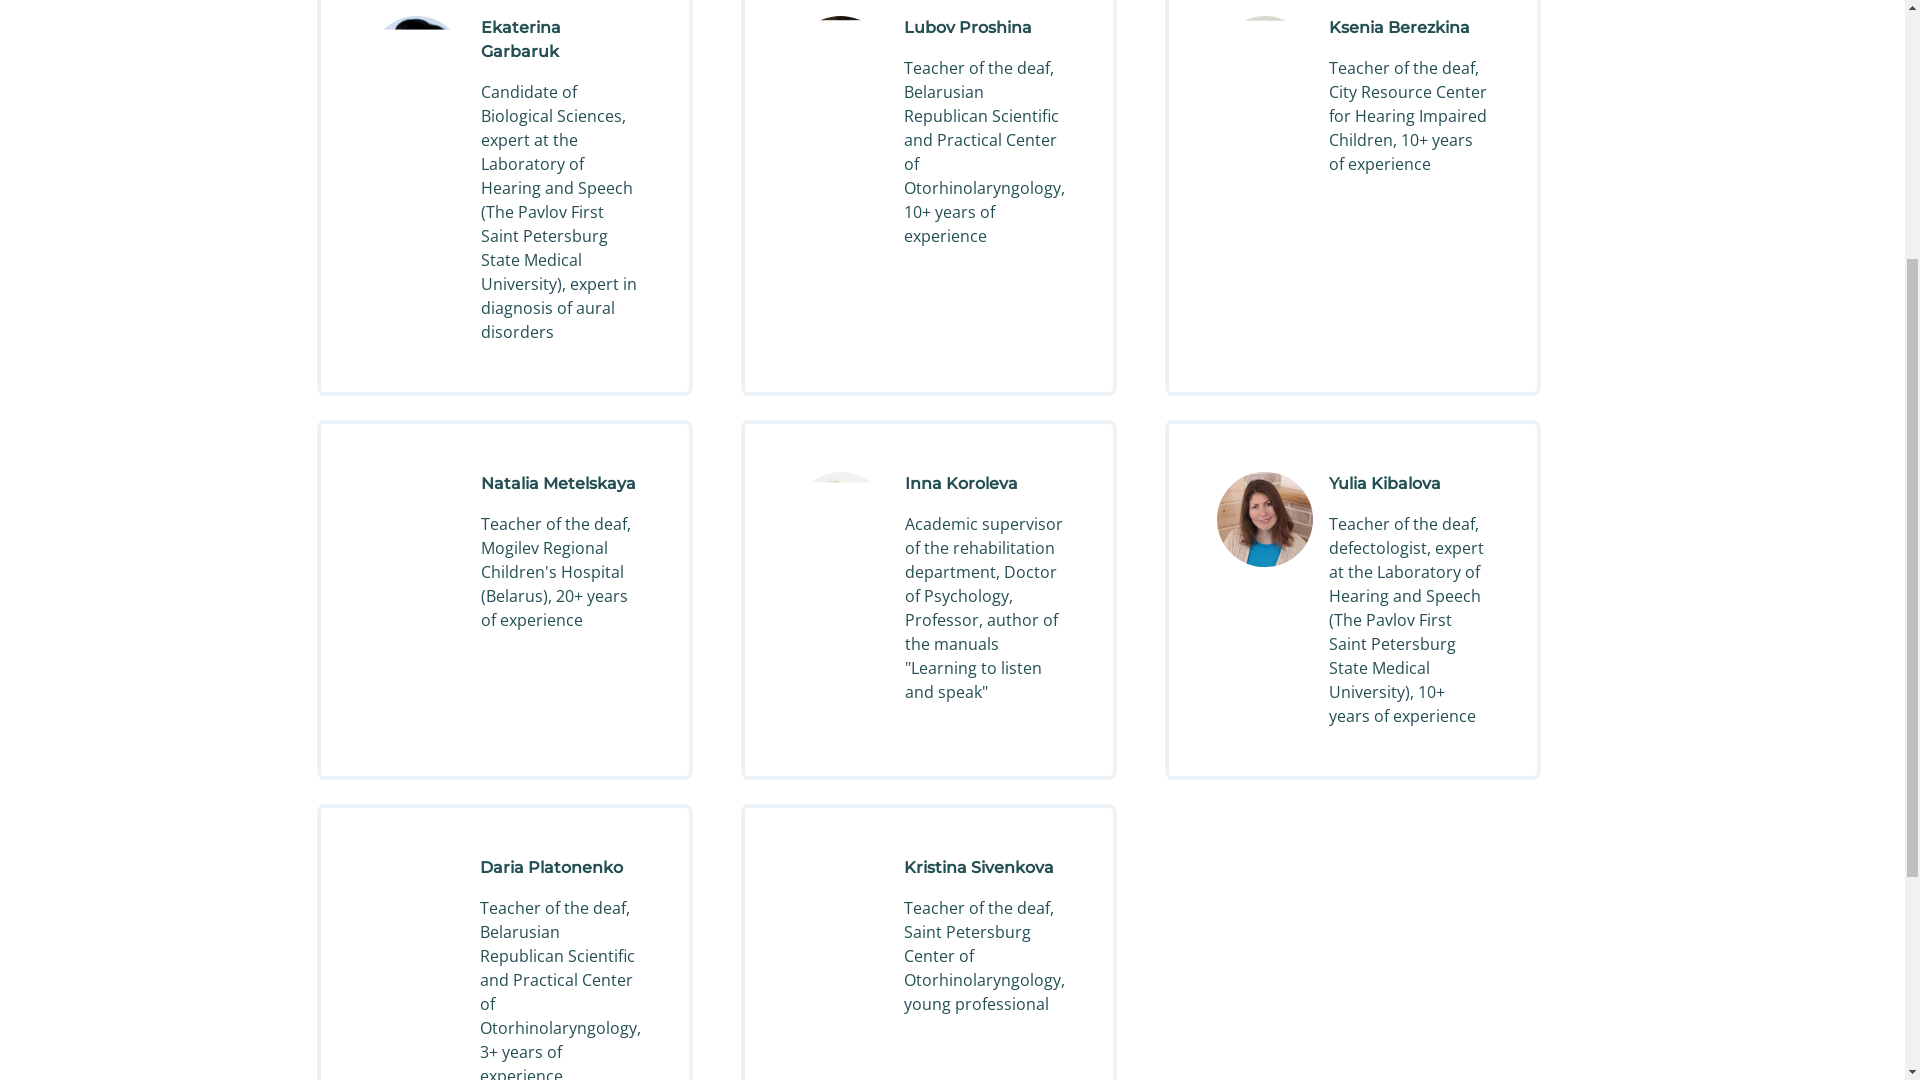 Ekaterina
Garbaruk
Candidate of
Biological Sciences,
expert at the
Laboratory of
Hearing and Speech
(The Pavlov First
Saint Petersburg
State Medical
University), expert in
diagnosis of aural
disorders
Lubov Proshina
Teacher of the deaf,
Belarusian
Republican Scientific
and Practical Center
of
Otorhinolaryngology,
10+ years of
experience
Ksenia Berezkina
Teacher of the deaf,
City Resource Center
for Hearing Impaired
Children, 10+ years
of experience
Natalia Metelskaya
Teacher of the deaf,
Mogilev Regional
Children's Hospital
(Belarus), 20+ years
of experience
Inna Koroleva
Academic supervisor
of the rehabilitation
department, Doctor
of Psychology,
Professor, author of
the manuals
"Learning to listen
and speak"
Yulia Kibalova
Teacher of the deaf,
defectologist, expert
at the Laboratory of
Hearing and Speech
(The Pavlov First
Saint Petersburg
State Medical
University), 10+
years of experience
Daria Platonenko
Teacher of the deaf,
Belarusian
Republican Scientific
and Practical Center
of
Otorhinolaryngology,
3+ years of
experience
Kristina Sivenkova
Teacher of the deaf,
Saint Petersburg
Center of
Otorhinolaryngology,
young professional